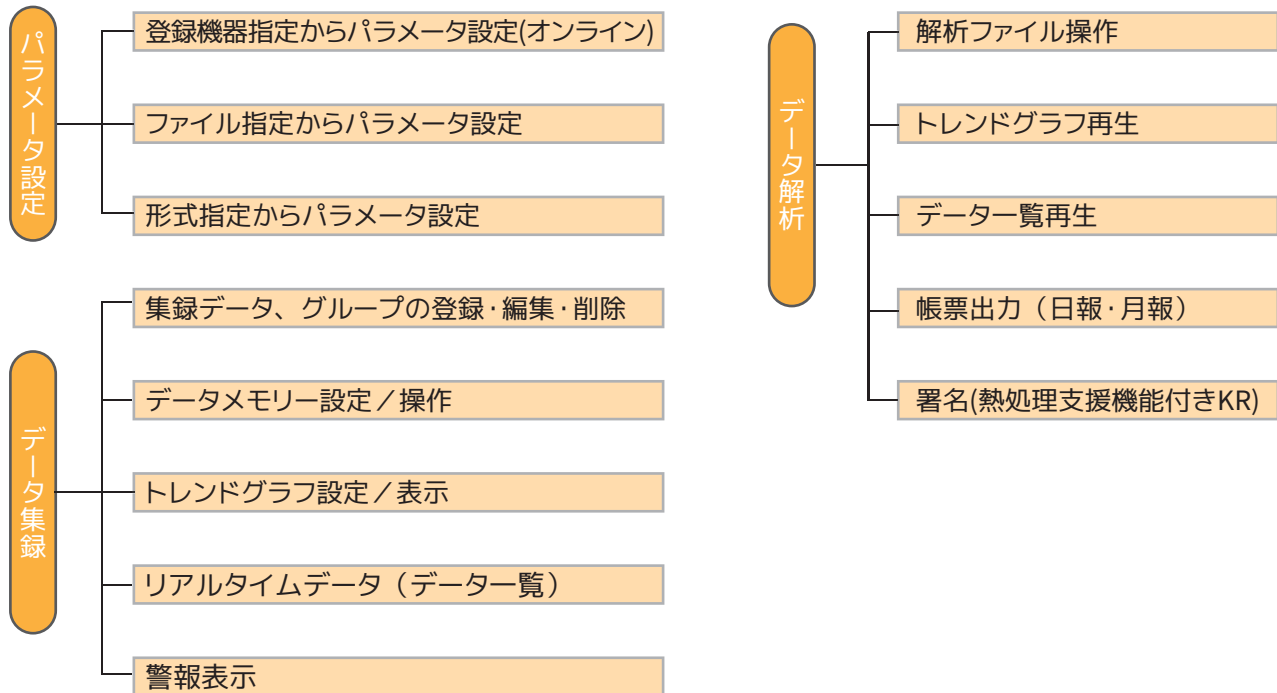 パラメータ設定
登録機器指定からパラメータ設定(オンライン)
ファイル指定からパラメータ設定
形式指定からパラメータ設定
データ集録
集録データ、グループの登録・編集・削除
データメモリー設定／操作
トレンドグラフ設定／表示
リアルタイムデータ（データ一覧）
警報表示
データ解析
解析ファイル操作
トレンドグラフ再生
データ一覧再生
帳票出力（日報・月報）
署名(熱処理支援機能付きKR)